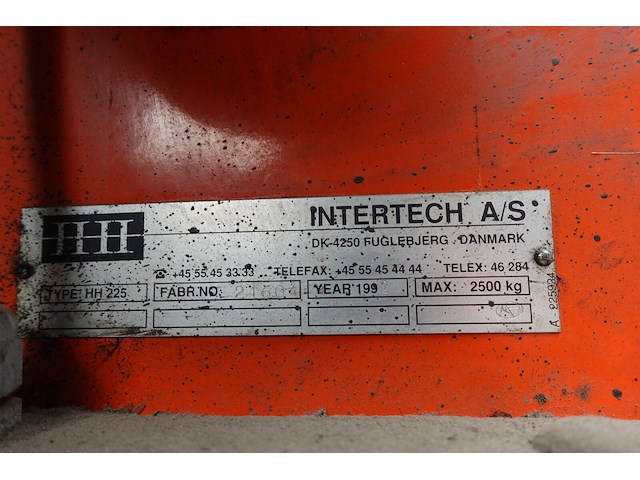 INTERTECH A/S
DK-4250 FUGLEBJERG DANMARK
☎ +45 55 45 33.33 TELEFAX: +45 55 45 44 44 TELEX: 46 284
TYPE: HH 225 FABR.NO. YEAR 199 MAX: 2500 kg